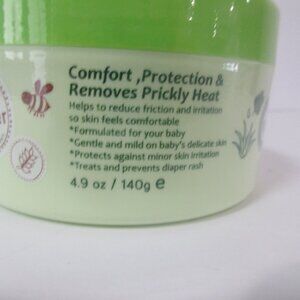 Comfort ,Protection &
Removes Prickly Heat
Helps to reduce friction and irritation
so skin feels comfortable
*Formulated for your baby
*Gentle and mild on baby's delicate skin
*Protects against minor skin irritation
*Treats and prevents diaper rash
4.9 oz / 140g e